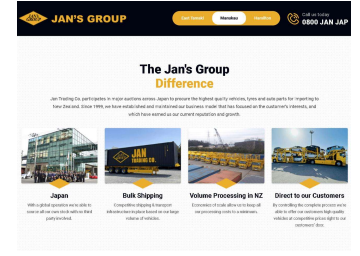 JAN'S GROUP
East Tamaki Manukau Hamilton
Call us today
0800 JAN JAP
The Jan's Group
Difference
Jan Trading Co. participates in major auctions across Japan to procure the highest quality vehicles, tyres and auto parts for importing to
New Zealand. Since 1999, we have established and maintained our business model that has focused on the customer's interests, and
which have earned us our current reputation and growth.
JAN
TRADING CO.
Japan
Bulk Shipping
Volume Processing in NZ
Direct to our Customers
With a global operation we're able to
source all our own stock with no third
party involved.
Competitive shipping & transport
infrastructure in place based on our large
volume of vehicles.
Economies of scale allow us to keep all
our processing costs to a minimum.
By controlling the complete process we're
able to offer our customers high quality
vehicles at competitive prices right to our
customers'